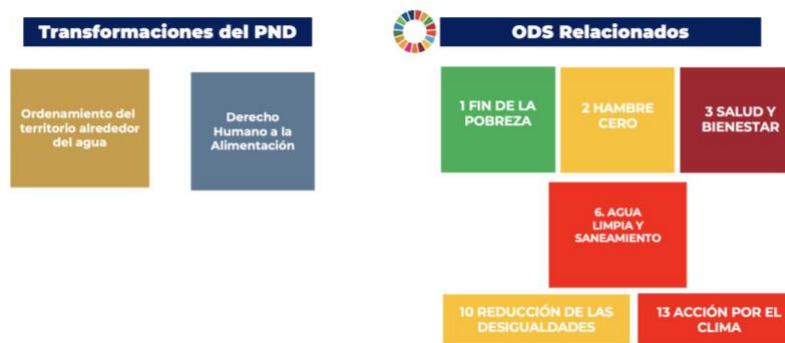 Transformaciones del PND
Ordenamiento del
territorio alrededor
del agua
Derecho
Humano a la
Alimentación
ODS Relacionados
1 FIN DE LA
POBREZA
2 HAMBRE
CERO
3 SALUD Y
BIENESTAR
6. AGUA
LIMPIA Y
SANEAMIENTO
10 REDUCCIÓN DE LAS
DESIGUALDADES
13 ACCIÓN POR EL
CLIMA